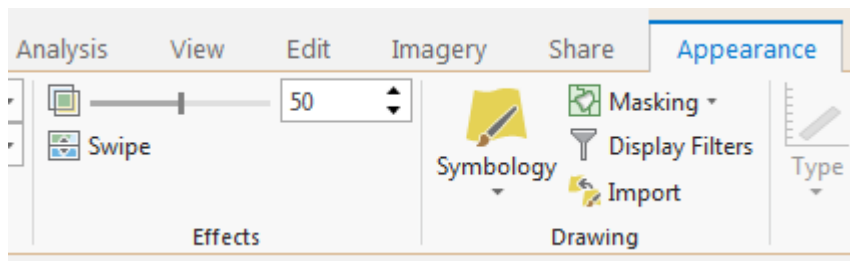 Analysis View Edit Imagery Share Appearance
50
Swipe
Effects
Symbology
Masking
Display Filters
Import
Drawing
Type